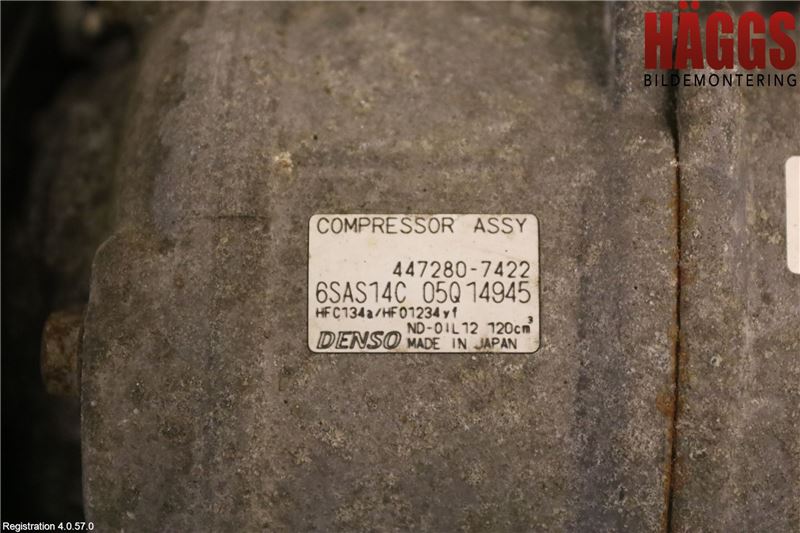 HÄGGS
BILDEMONTERING
COMPRESSOR ASSY
447280-7422
6SAS14C 05Q14945
HFC134a/HFO1234yf
ND-OIL12 120cm³
DENSO MADE IN JAPAN
Registration 4.0.57.0